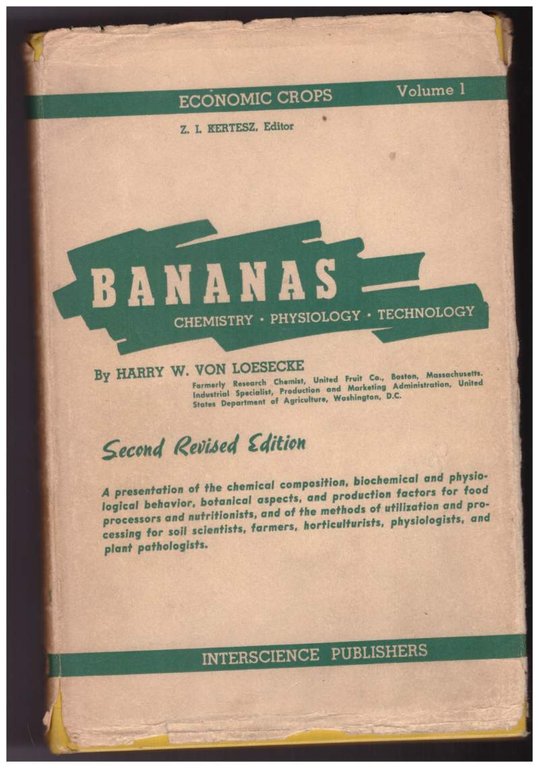 ECONOMIC CROPS Volume 1
Z. I. KERTESZ, Editor
BANANAS
CHEMISTRY · PHYSIOLOGY · TECHNOLOGY
By HARRY W. VON LOESECKE
Formerly Research Chemist, United Fruit Co., Boston, Massachusetts.
Industrial Specialist, Production and Marketing Administration, United
States Department of Agriculture, Washington, D.C.
Second Revised Edition
A presentation of the chemical composition, biochemical and physio-
logical behavior, botanical aspects, and production factors for food
processors and nutritionists, and of the methods of utilization and pro-
cessing for soil scientists, farmers, horticulturists, physiologists, and
plant pathologists.
INTERSCIENCE PUBLISHERS